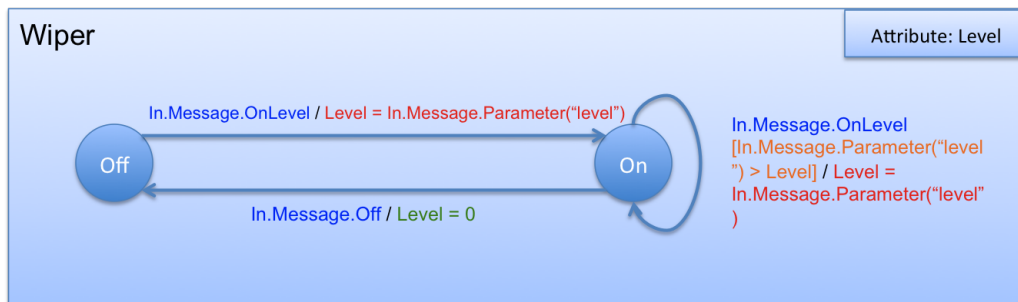 Wiper
Attribute: Level
In.Message.OnLevel / Level = In.Message.Parameter(“level”)
Off
On
In.Message.OnLevel
[In.Message.Parameter(“level
”) > Level] / Level =
In.Message.Parameter(“level”
)
In.Message.Off / Level = 0